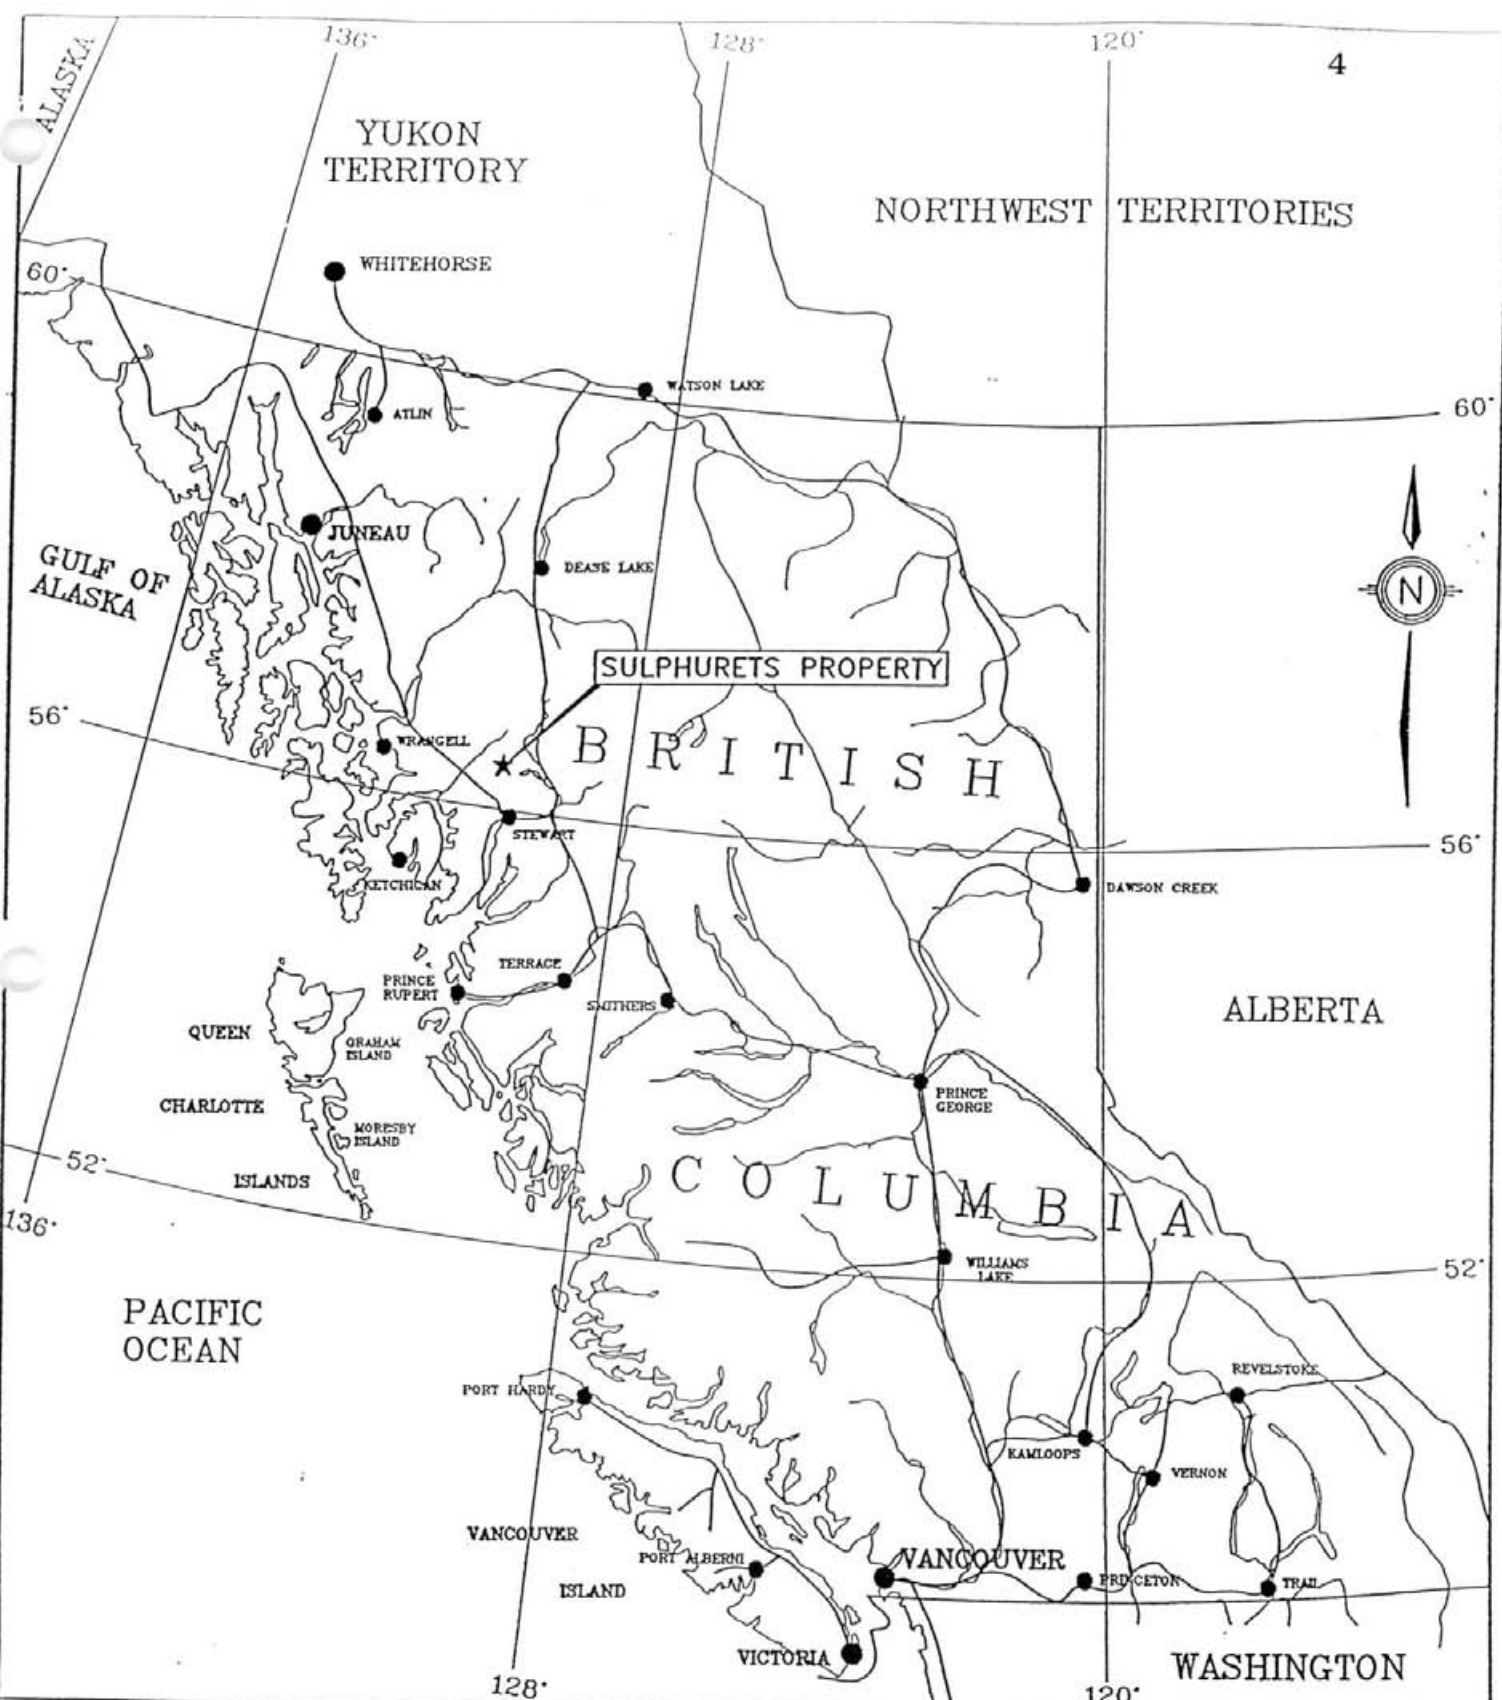 136°
128°
120°
4
ALASKA
YUKON
TERRITORY
NORTHWEST TERRITORIES
WHITEHORSE
60°
WATSON LAKE
ATLIN
60°
JUNEAU
GULF OF
ALASKA
DEASE LAKE
N
SULPHURETS PROPERTY
56°
WRANGELL
BRITISH
STEWART
56°
KETCHICAN
DAWSON CREEK
TERRACE
PRINCE
RUPERT
SMITHERS
ALBERTA
QUEEN
GRAHAM
ISLAND
CHARLOTTE
PRINCE
GEORGE
MORESBY
ISLAND
52°
ISLANDS
COLUMBIA
136°
WILLIAMS
LAKE
52°
PACIFIC
OCEAN
REVELSTOKE
PORT HARDY
KAMLOOPS
VERNON
VANCOUVER
ISLAND
PORT ALBERNI
VANCOUVER
PRINCETON
TRAIL
VICTORIA
WASHINGTON
128°
120°